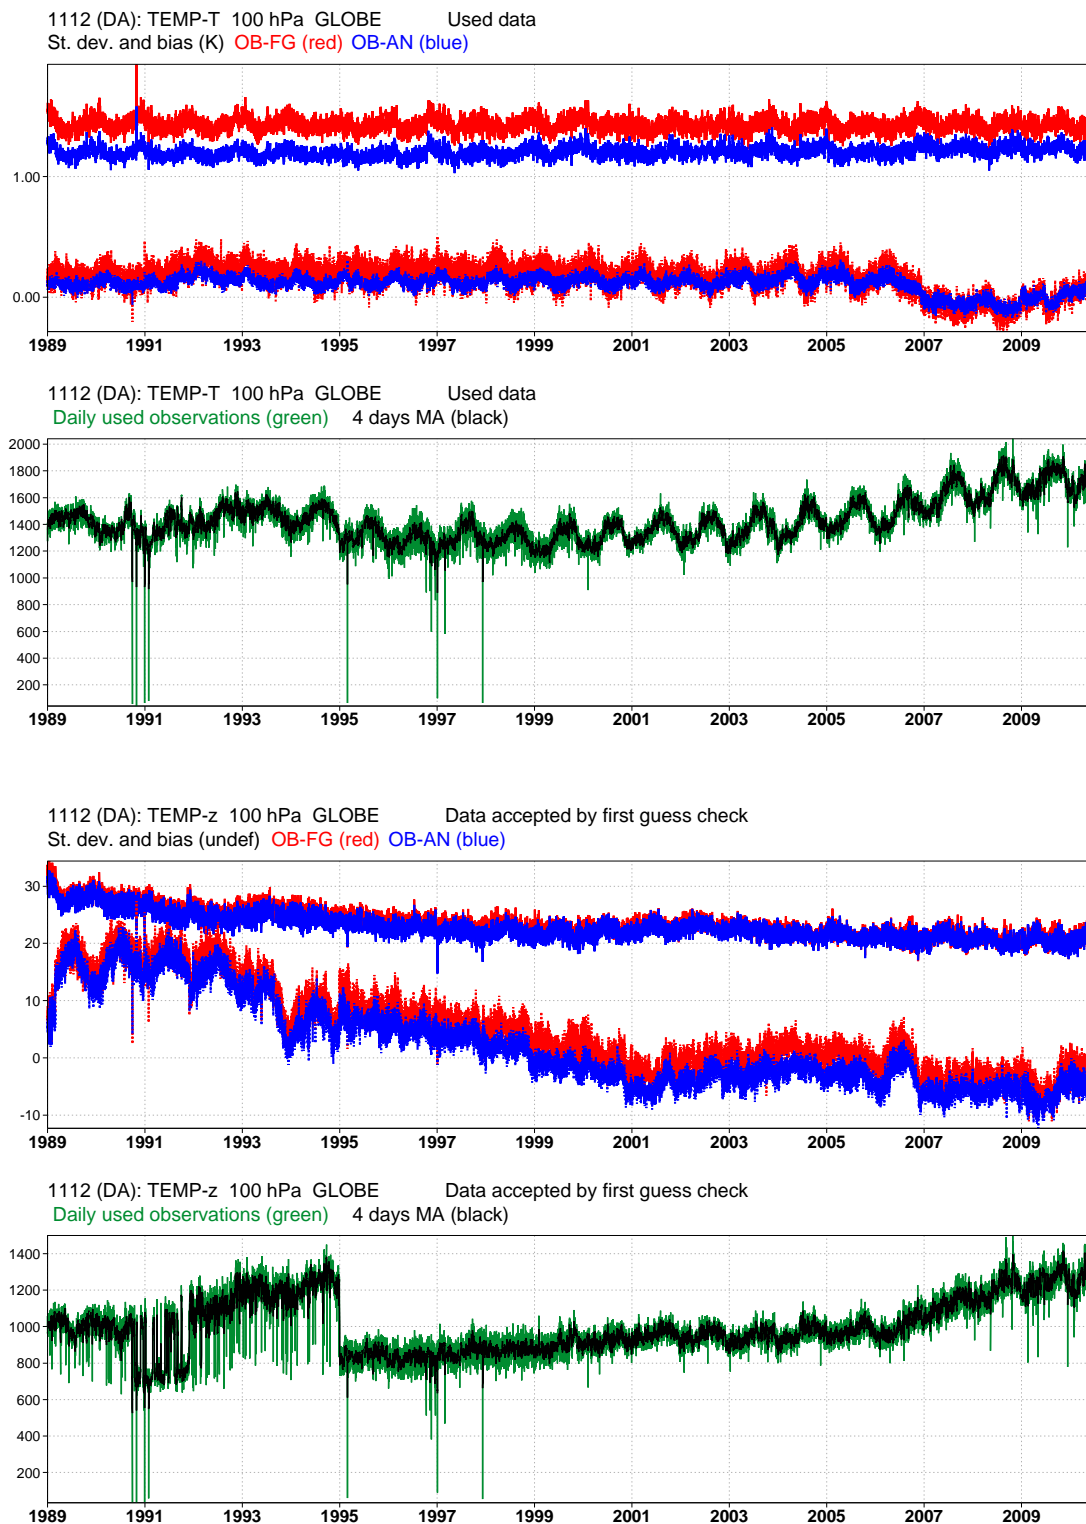 1112 (DA): TEMP-T 100 hPa GLOBE Used data
St. dev. and bias (K) OB-FG (red) OB-AN (blue)
1.00
0.00
1989 1991 1993 1995 1997 1999 2001 2003 2005 2007 2009
1112 (DA): TEMP-T 100 hPa GLOBE Used data
Daily used observations (green) 4 days MA (black)
2000
1800
1600
1400
1200
1000
800
600
400
200
1989 1991 1993 1995 1997 1999 2001 2003 2005 2007 2009
1112 (DA): TEMP-z 100 hPa GLOBE Data accepted by first guess check
St. dev. and bias (undef) OB-FG (red) OB-AN (blue)
30
20
10
0
-10
1989 1991 1993 1995 1997 1999 2001 2003 2005 2007 2009
1112 (DA): TEMP-z 100 hPa GLOBE Data accepted by first guess check
Daily used observations (green) 4 days MA (black)
1400
1200
1000
800
600
400
200
1989 1991 1993 1995 1997 1999 2001 2003 2005 2007 2009